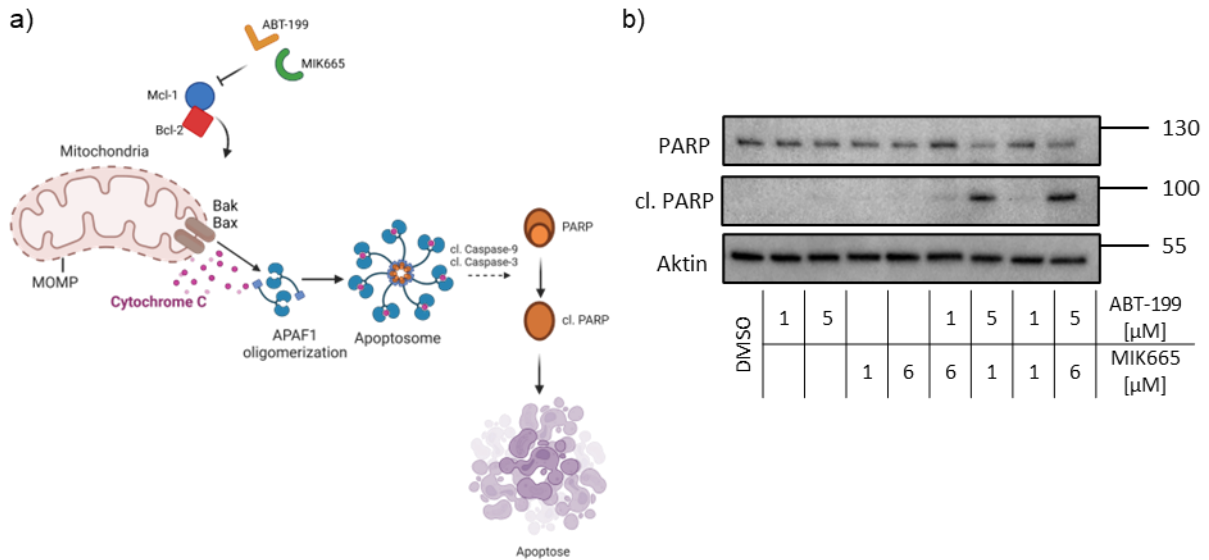 a)
ABT-199
MIK665
Mcl-1
Bcl-2
Mitochondria
Bak
Bax
MOMP
Cytochrome C
APAF1
oligomerization
Apoptosome
cl. Caspase-9
cl. Caspase-3
PARP
cl. PARP
Apoptose
b)
PARP
130
cl. PARP
100
Aktin
55
DMSO
1 5 1 5 1 5 ABT-199
[µM]
1 6 6 1 1 6 MIK665
[µM]